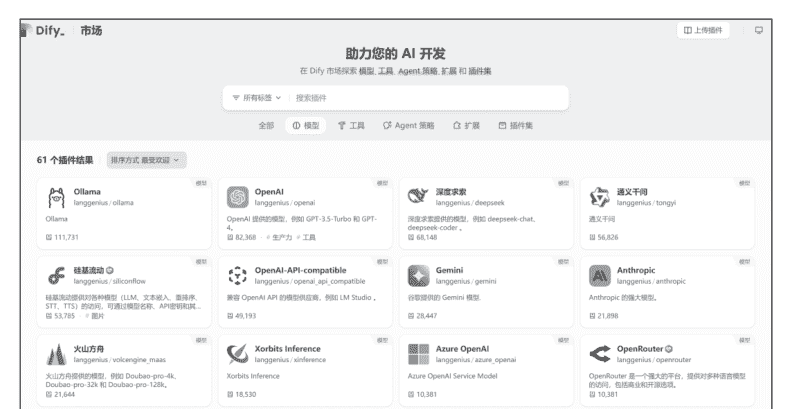 Dify_ 市场
上传插件
助力您的 AI 开发
在 Dify 市场探索 模型, 工具, Agent 策略, 扩展 和 插件集
所有标签 搜索插件
全部 模型 工具 Agent 策略 扩展 插件集
61 个插件结果 排序方式 最受欢迎
模型
Ollama
langgenius / ollama
Ollama
111,731
模型
OpenAI
langgenius / openai
OpenAI 提供的模型，例如 GPT-3.5-Turbo 和 GPT-
4。
82,368 · # 生产力 # 工具
模型
深度求索
langgenius / deepseek
深度求索提供的模型，例如 deepseek-chat、
deepseek-coder 。
68,148
模型
通义千问
langgenius / tongyi
通义千问
56,826
模型
硅基流动
langgenius / siliconflow
硅基流动提供对各种模型（LLM、文本嵌入、重排序、
STT、TTS）的访问，可通过模型名称、API密钥和其...
53,785 · # 图片
模型
OpenAI-API-compatible
langgenius / openai_api_compatible
兼容 OpenAI API 的模型供应商，例如 LM Studio 。
49,193
模型
Gemini
langgenius / gemini
谷歌提供的 Gemini 模型.
28,447
模型
Anthropic
langgenius / anthropic
Anthropic 的强大模型。
21,898
模型
火山方舟
langgenius / volcengine_maas
火山方舟提供的模型，例如 Doubao-pro-4k、
Doubao-pro-32k 和 Doubao-pro-128k。
21,644
模型
Xorbits Inference
langgenius / xinference
Xorbits Inference
18,530
模型
Azure OpenAI
langgenius / azure_openai
Azure OpenAI Service Model
10,381
模型
OpenRouter
langgenius / openrouter
OpenRouter 是一个强大的平台，提供对多种语言模型
的访问，包括商业和开源选项。
10,381